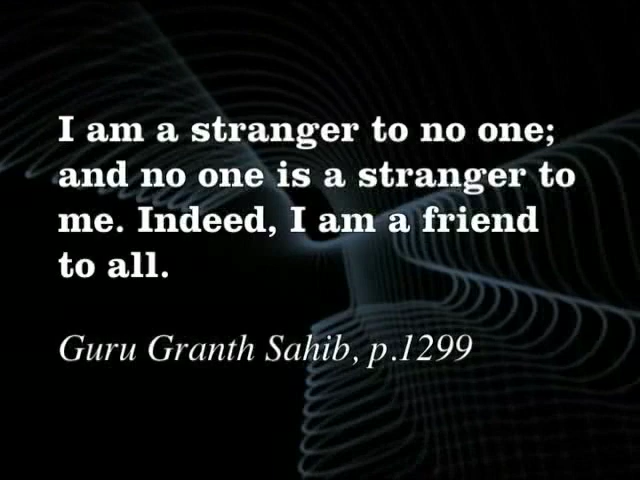 I am a stranger to no one;
and no one is a stranger to
me. Indeed, I am a friend
to all.
Guru Granth Sahib, p.1299